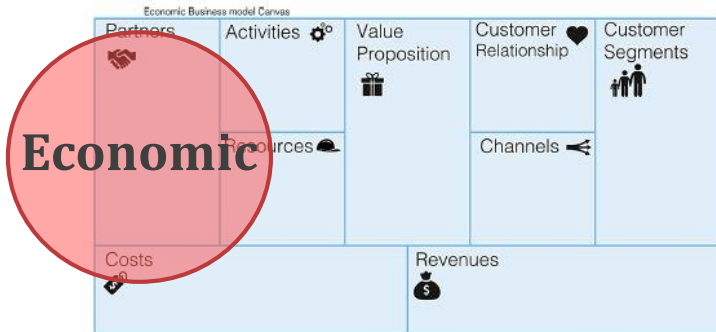 Economic Business model Canvas
Partners
Activities
Value
Proposition
Customer
Relationship
Customer
Segments
Economic
Resources
Channels
Costs
$
Revenues
$